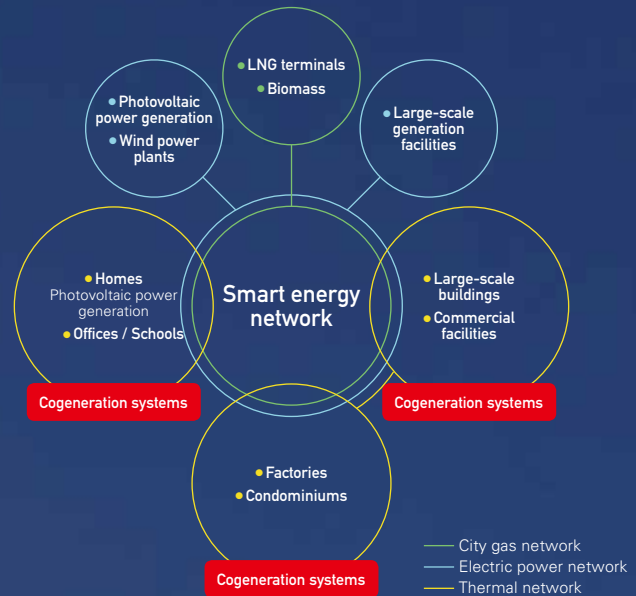 • LNG terminals
• Biomass
• Photovoltaic
power generation
• Wind power
plants
• Large-scale
generation
facilities
• Homes
Photovoltaic power
generation
• Offices / Schools
Smart energy
network
• Large-scale
buildings
• Commercial
facilities
Cogeneration systems
Cogeneration systems
• Factories
• Condominiums
Cogeneration systems
City gas network
Electric power network
Thermal network